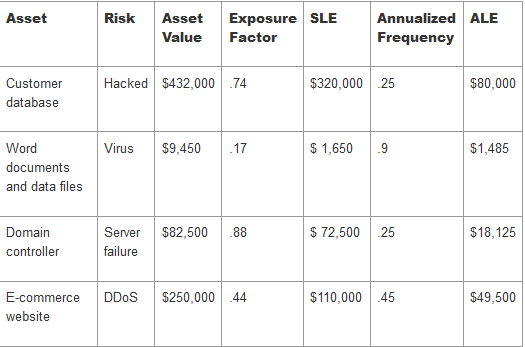 Asset Risk Asset Value Exposure Factor SLE Annualized Frequency ALE
Customer database Hacked $432,000 .74 $320,000 .25 $80,000
Word documents and data files Virus $9,450 .17 $ 1,650 .9 $1,485
Domain controller Server failure $82,500 .88 $ 72,500 .25 $18,125
E-commerce website DDoS $250,000 .44 $110,000 .45 $49,500